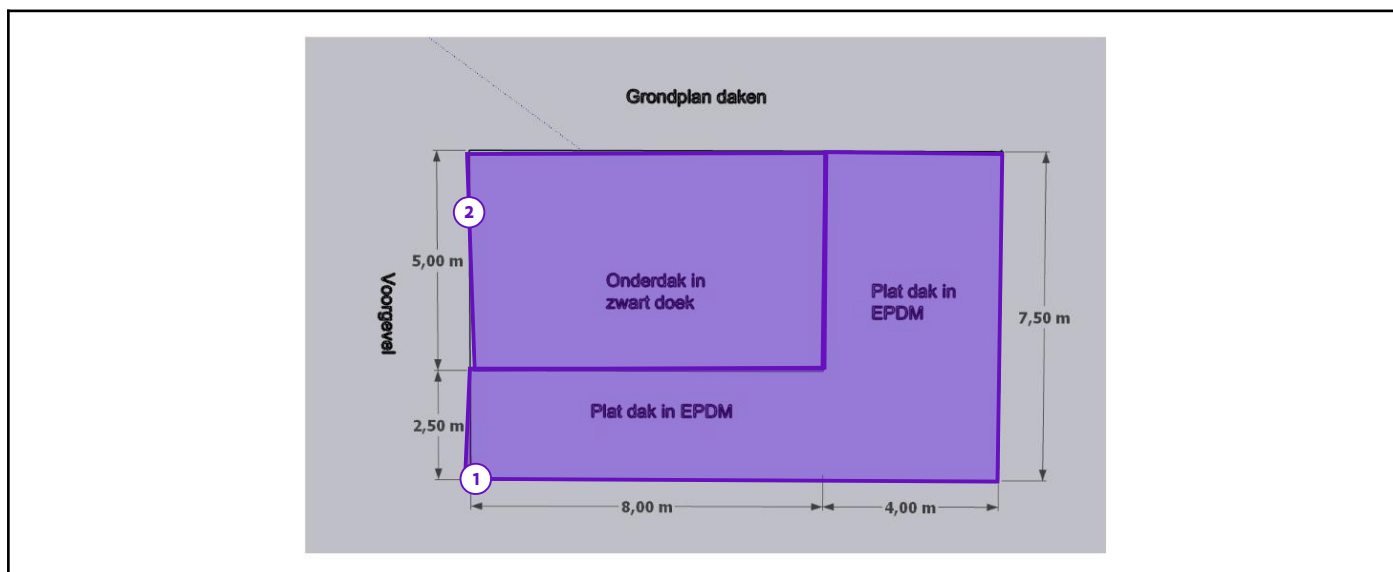 Grondplan daken
2
5,00 m
Onderdak in
zwart doek
Plat dak in
EPDM
7,50 m
Voorgevel
2,50 m
Plat dak in EPDM
1
8,00 m
4,00 m